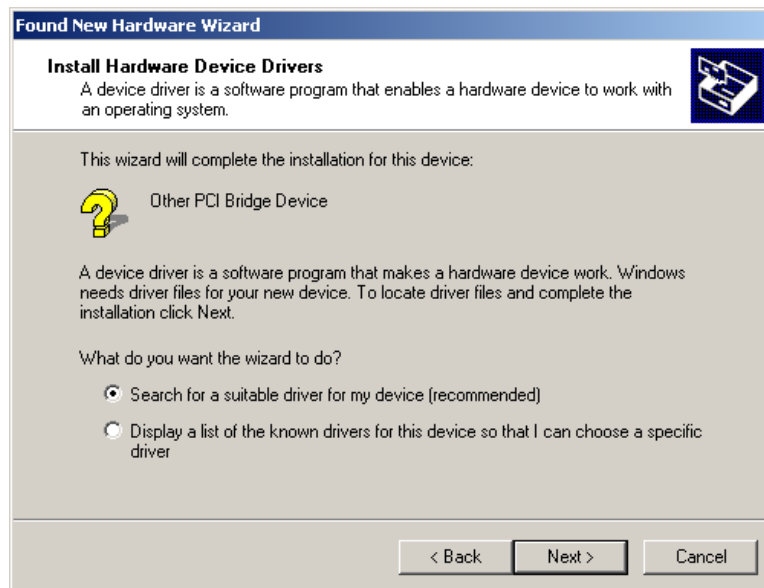 Found New Hardware Wizard
Install Hardware Device Drivers
A device driver is a software program that enables a hardware device to work with
an operating system.
This wizard will complete the installation for this device:
Other PCI Bridge Device
A device driver is a software program that makes a hardware device work. Windows
needs driver files for your new device. To locate driver files and complete the
installation click Next.
What do you want the wizard to do?
Search for a suitable driver for my device (recommended)
Display a list of the known drivers for this device so that I can choose a specific
driver
< Back
Next >
Cancel